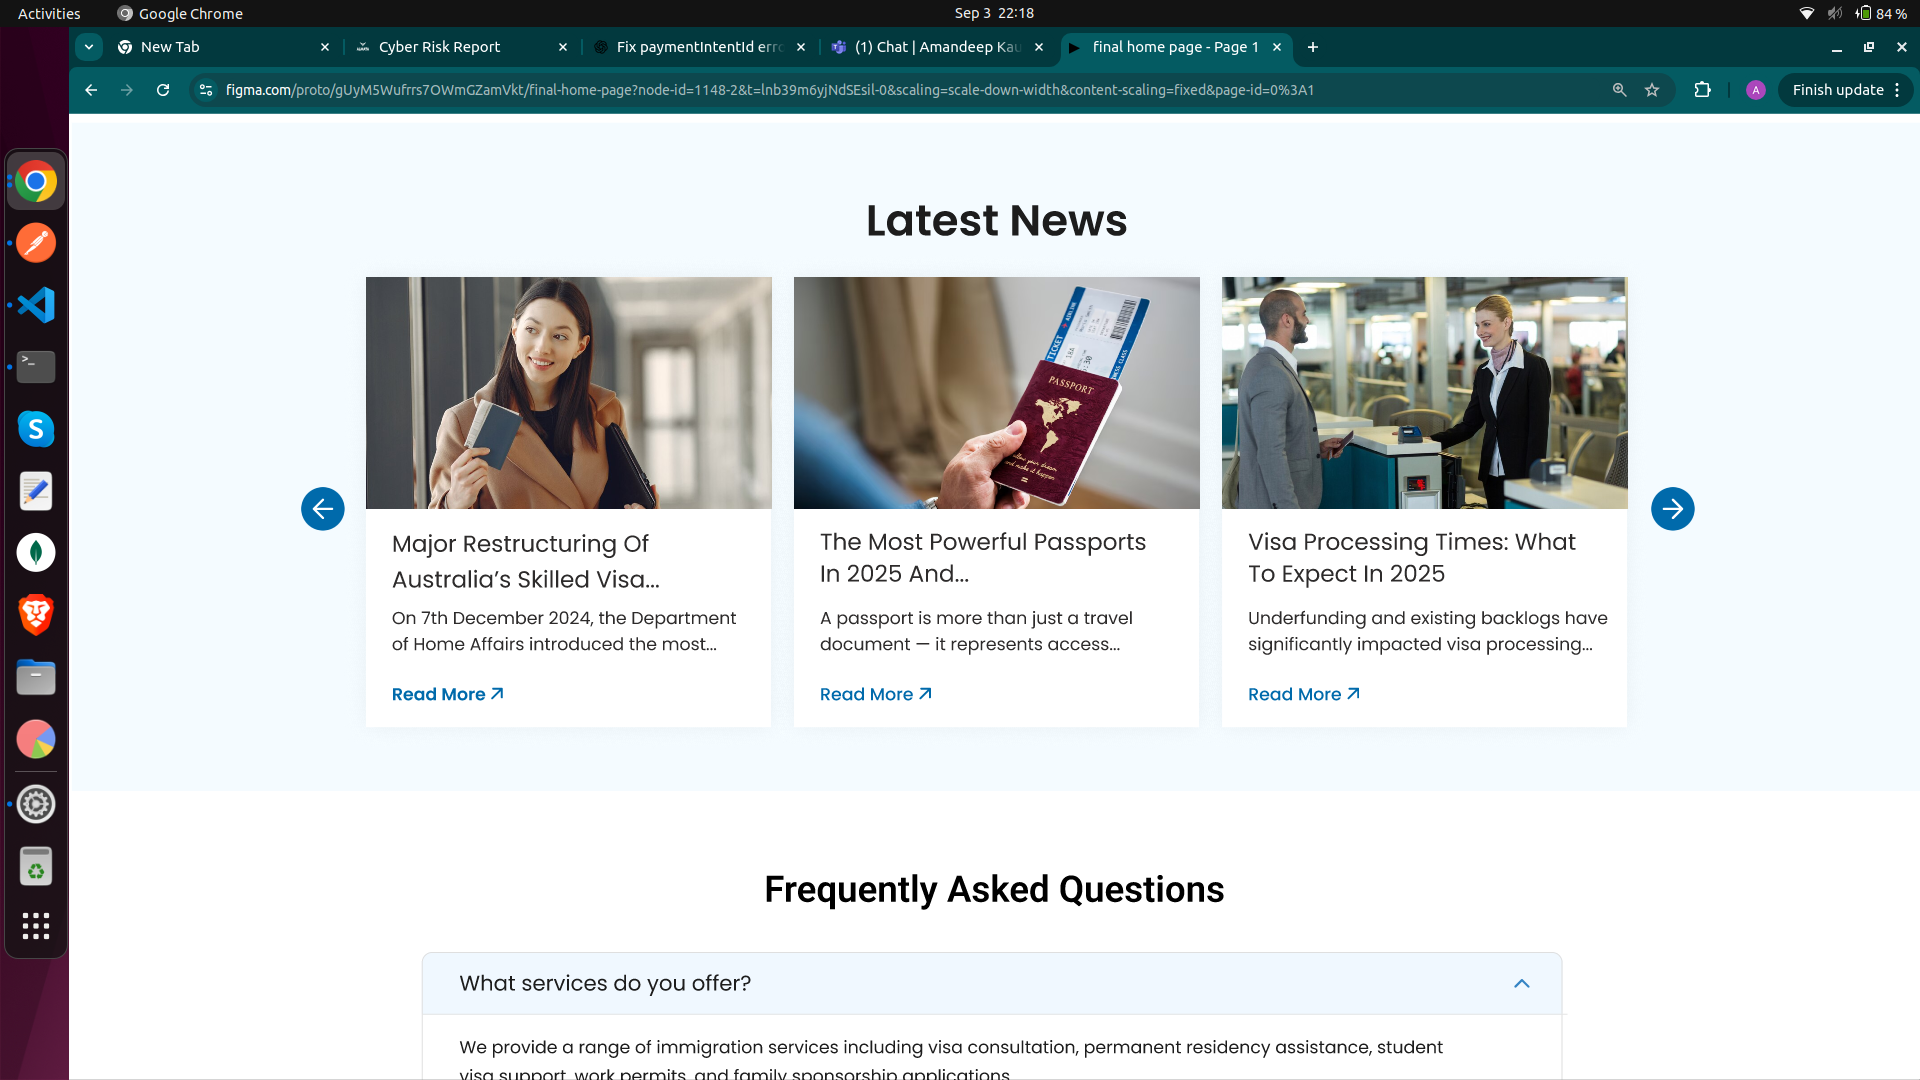 Activities
Google Chrome
Sep 3 22:18
84 %
New Tab
Cyber Risk Report
Fix paymentIntentId erro
(1) Chat | Amandeep Kau
final home page - Page 1
figma.com/proto/gUyM5Wufrrs7OWmGZamVkt/final-home-page?node-id=1148-2&t=lnb39m6yjNdSEsil-0&scaling=scale-down-width&content-scaling=fixed&page-id=0%3A1
A
Finish update
Latest News
TICKET
PASSPORT
Major Restructuring Of
Australia’s Skilled Visa...
On 7th December 2024, the Department
of Home Affairs introduced the most...
Read More
The Most Powerful Passports
In 2025 And...
A passport is more than just a travel
document — it represents access...
Read More
Visa Processing Times: What
To Expect In 2025
Underfunding and existing backlogs have
significantly impacted visa processing...
Read More
Frequently Asked Questions
What services do you offer?
We provide a range of immigration services including visa consultation, permanent residency assistance, student
visa support, work permits, and family sponsorship applications.